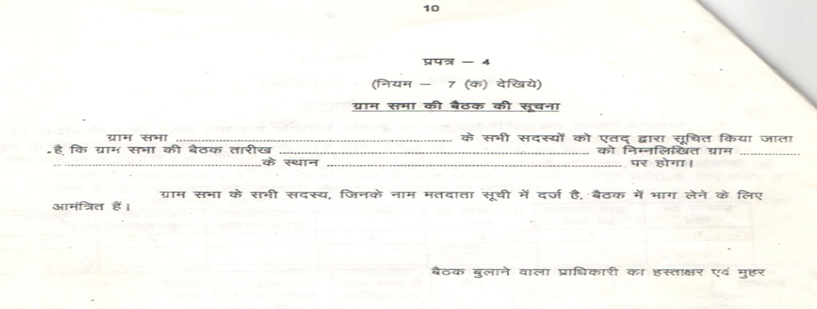 10
प्रपत्र – 4
(नियम – 7 (क) देखिये)
ग्राम सभा की बैठक की सूचना
ग्राम सभा .................................................... के सभी सदस्यों को एतद् द्वारा सूचित किया जाता
है कि ग्राम सभा की बैठक तारीख .................................................... को निम्नलिखित ग्राम ..............
..........................................के स्थान .................................................... पर होगा।
ग्राम सभा के सभी सदस्य, जिनके नाम मतदाता सूची में दर्ज है, बैठक में भाग लेने के लिए
आमंत्रित हैं।
बैठक बुलाने वाला प्राधिकारी का हस्ताक्षर एवं मुहर